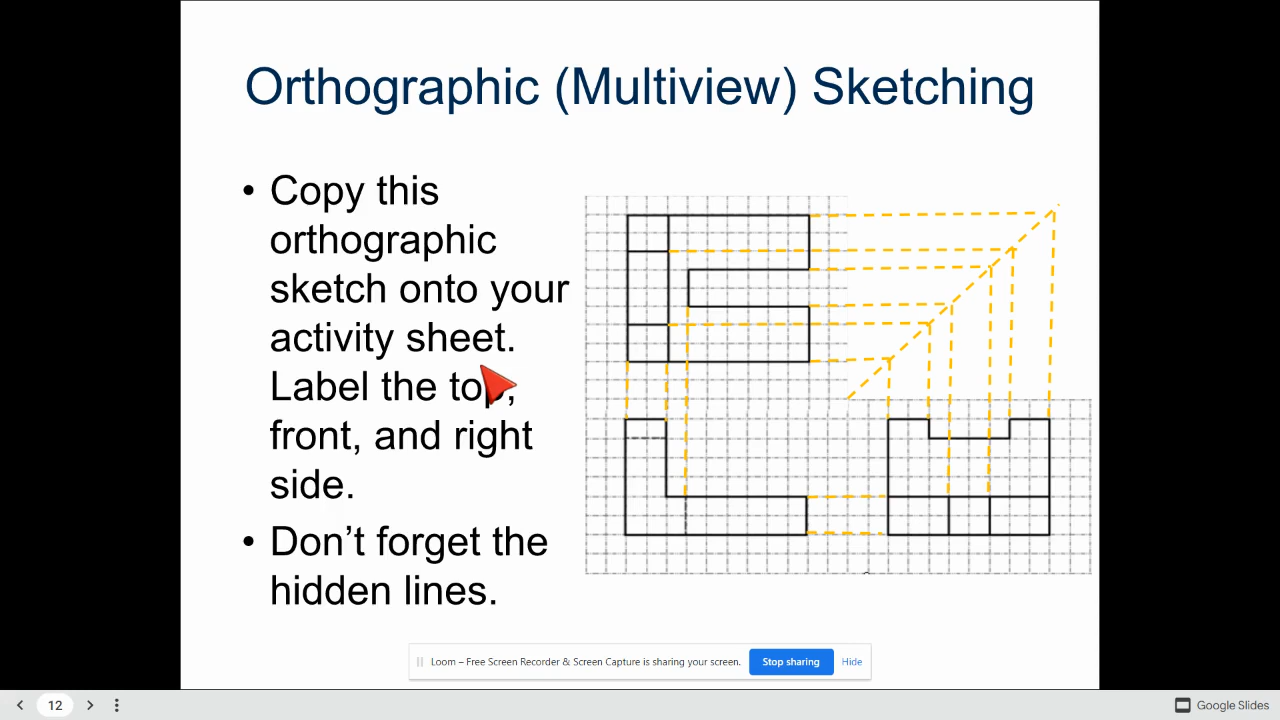 Orthographic (Multiview) Sketching
• Copy this
orthographic
sketch onto your
activity sheet.
Label the top,
front, and right
side.
• Don’t forget the
hidden lines.
Loom – Free Screen Recorder & Screen Capture is sharing your screen.
Stop sharing
Hide
12
Google Slides